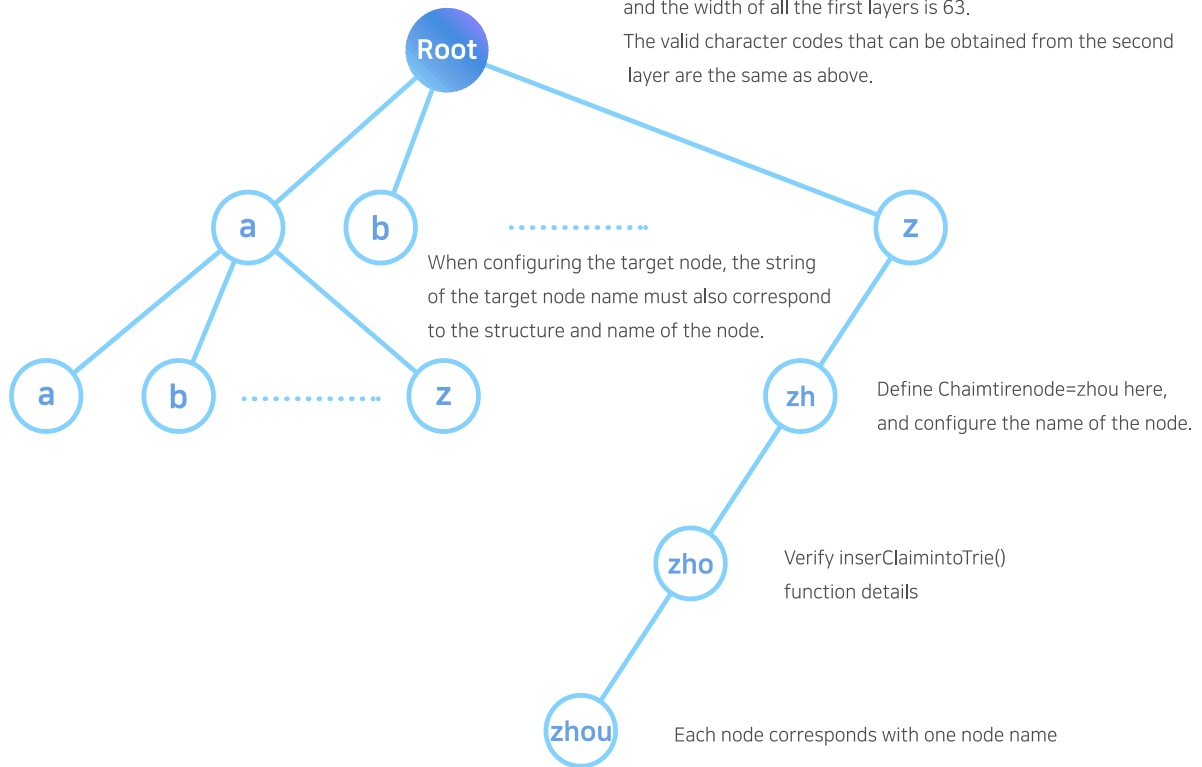 and the width of all the first layers is 63.
Root
The valid character codes that can be obtained from the second
layer are the same as above.
a
b
z
When configuring the target node, the string
of the target node name must also correspond
to the structure and name of the node.
a
b
z
zh
Define Chaimtirenode=zhou here,
and configure the name of the node.
zho
Verify inserClaimintoTrie()
function details
zhou
Each node corresponds with one node name